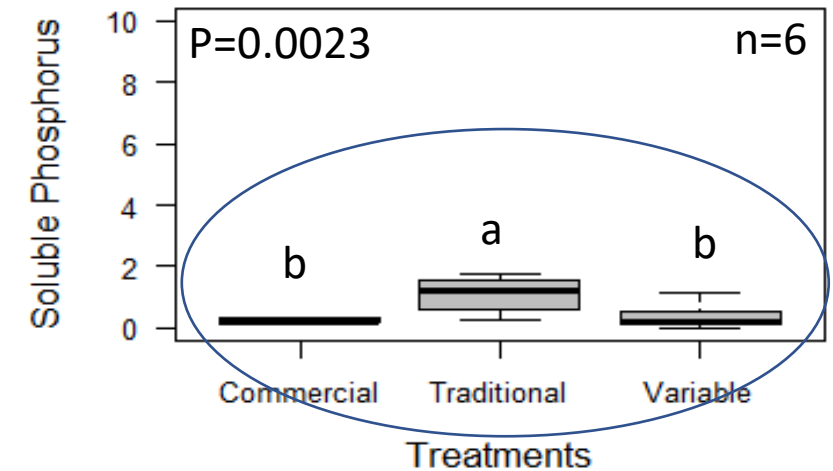 P=0.0023
n=6
Soluble Phosphorus
10
8
6
4
2
0
b
a
b
Commercial
Traditional
Variable
Treatments